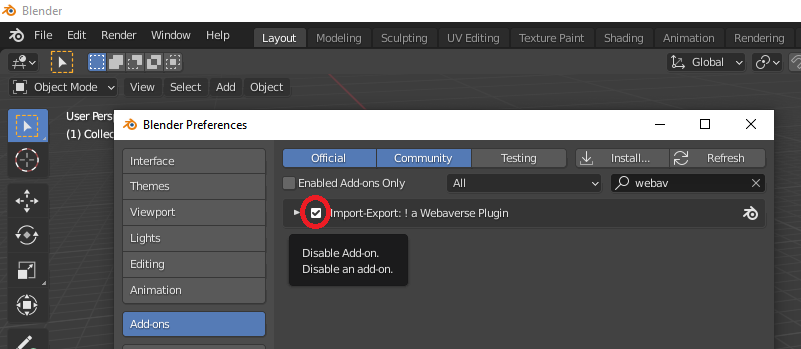 Blender
File Edit Render Window Help Layout Modeling Sculpting UV Editing Texture Paint Shading Animation Rendering
Global
Object Mode View Select Add Object
User Persp
(1) Collec
Blender Preferences
Interface
Themes
Viewport
Lights
Editing
Animation
Add-ons
Official Community Testing Install... Refresh
Enabled Add-ons Only All webav
Import-Export: ! a Webaverse Plugin
Disable Add-on.
Disable an add-on.